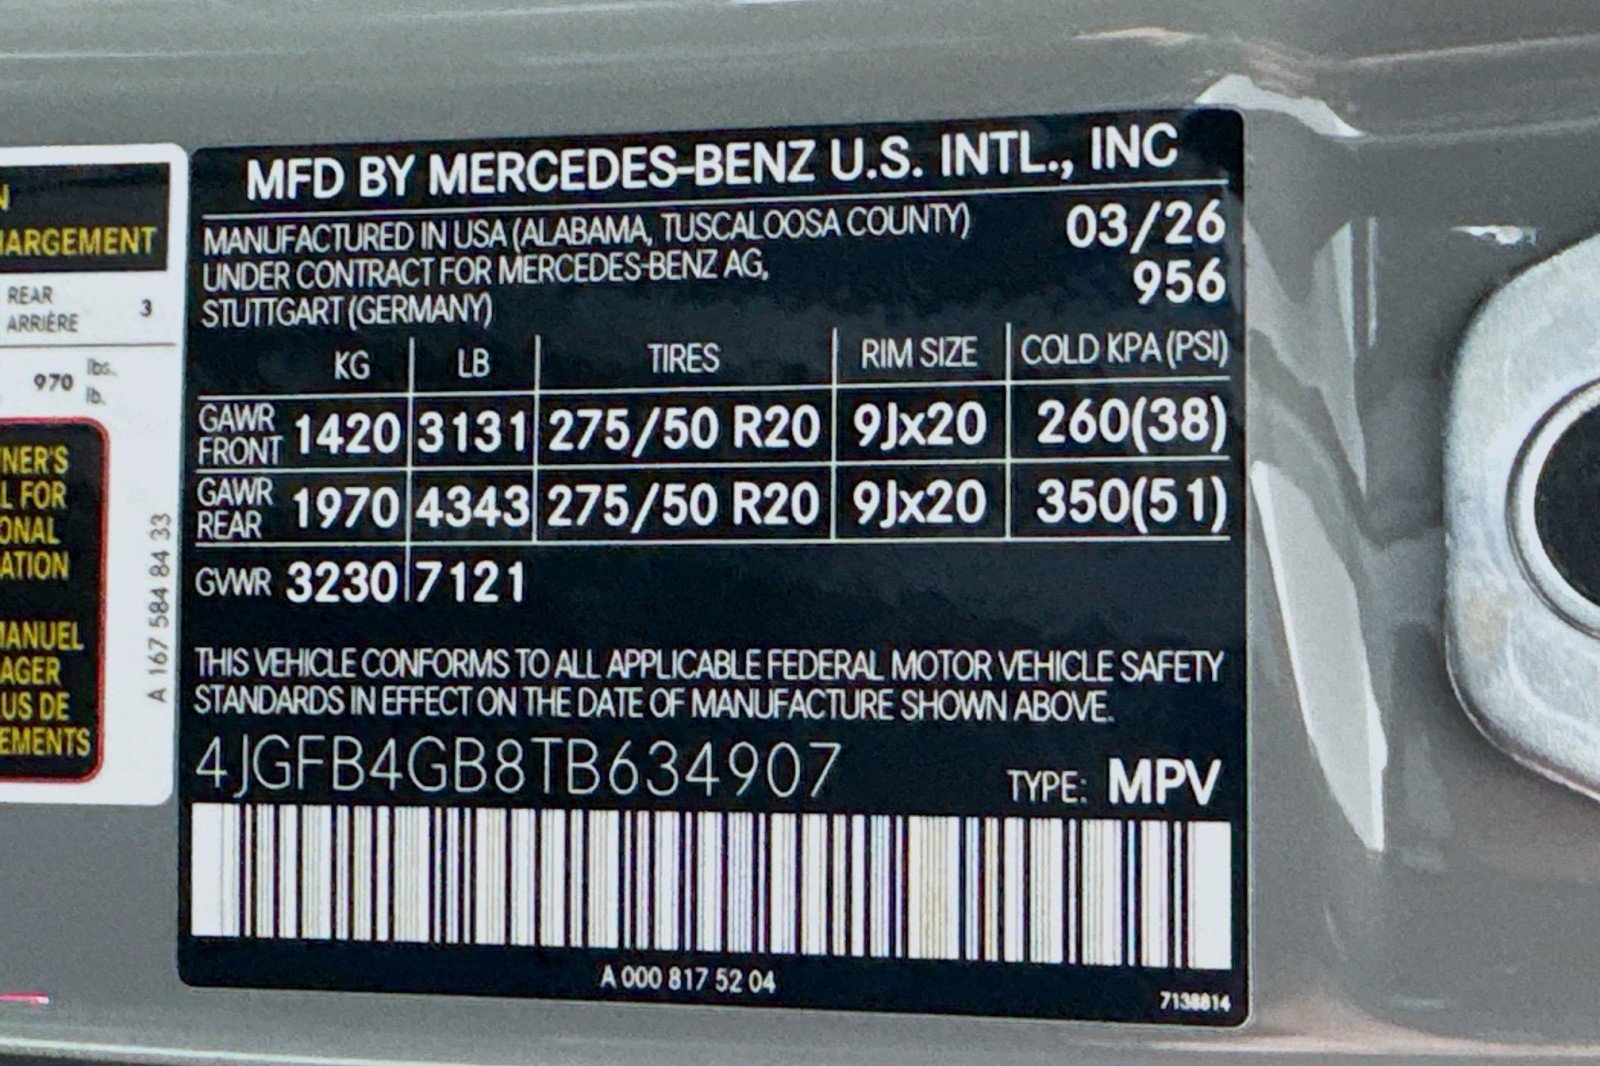 N
HARGEMENT
REAR
ARRIÈRE 3
970 lbs.
lb.
NER'S
L FOR
ONAL
ATION
MANUEL
AGER
US DE
EMENTS
A 167 584 84 33
MFD BY MERCEDES-BENZ U.S. INTL., INC
MANUFACTURED IN USA (ALABAMA, TUSCALOOSA COUNTY) 03/26
UNDER CONTRACT FOR MERCEDES-BENZ AG, 956
STUTTGART (GERMANY)
KG LB TIRES RIM SIZE COLD KPA (PSI)
GAWR FRONT 1420 3131 275/50 R20 9Jx20 260(38)
GAWR REAR 1970 4343 275/50 R20 9Jx20 350(51)
GVWR 3230 7121
THIS VEHICLE CONFORMS TO ALL APPLICABLE FEDERAL MOTOR VEHICLE SAFETY
STANDARDS IN EFFECT ON THE DATE OF MANUFACTURE SHOWN ABOVE.
4JGFB4GB8TB634907 TYPE: MPV
A 000 817 52 04
7138814